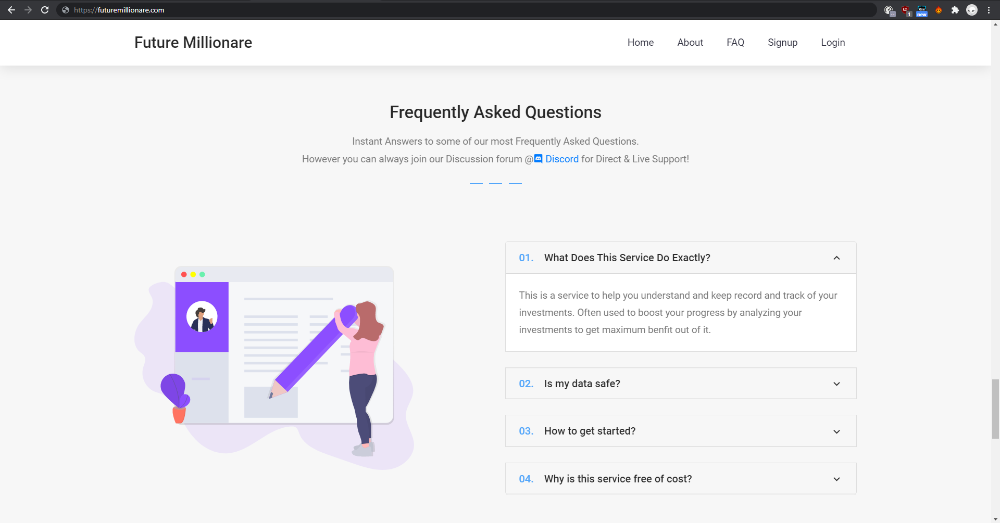 https://futuremillionare.com
UD
1
new
Future Millionare
Home About FAQ Signup Login
Frequently Asked Questions
Instant Answers to some of our most Frequently Asked Questions.
However you can always join our Discussion forum @ Discord for Direct & Live Support!
01. What Does This Service Do Exactly?
This is a service to help you understand and keep record and track of your
investments. Often used to boost your progress by analyzing your
investments to get maximum benfit out of it.
02. Is my data safe?
03. How to get started?
04. Why is this service free of cost?